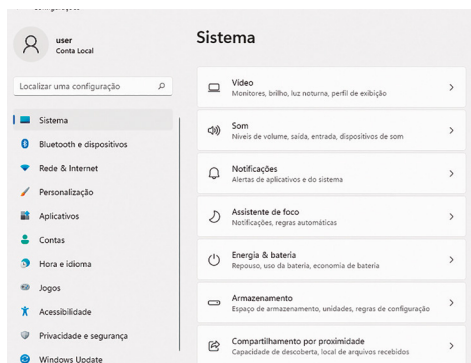 Configurações
user
Conta Local
Localizar uma configuração
Sistema
Bluetooth e dispositivos
Rede & Internet
Personalização
Aplicativos
Contas
Hora e idioma
Jogos
Acessibilidade
Privacidade e segurança
Windows Update
Sistema
Vídeo
Monitores, brilho, luz noturna, perfil de exibição
Som
Níveis de volume, saída, entrada, dispositivos de som
Notificações
Alertas de aplicativos e do sistema
Assistente de foco
Notificações, regras automáticas
Energia & bateria
Repouso, uso da bateria, economia de bateria
Armazenamento
Espaço de armazenamento, unidades, regras de configuração
Compartilhamento por proximidade
Capacidade de descoberta, local de arquivos recebidos